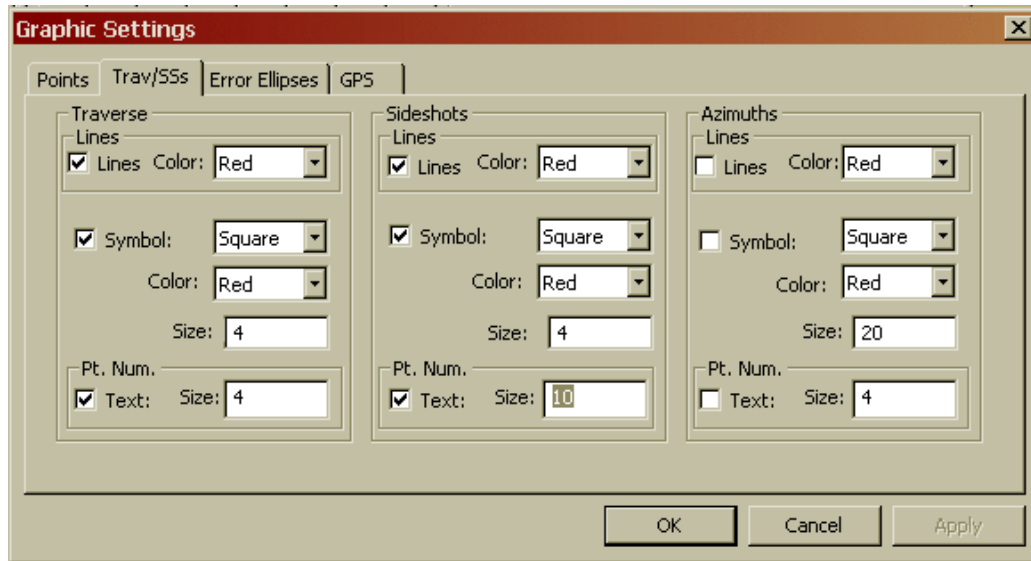 Graphic Settings
Points Trav/SSs Error Ellipses GPS
Traverse
Lines
Lines Color: Red
Symbol: Square
Color: Red
Size: 4
Pt. Num.
Text: Size: 4
Sideshots
Lines
Lines Color: Red
Symbol: Square
Color: Red
Size: 4
Pt. Num.
Text: Size: 10
Azimuths
Lines
Lines Color: Red
Symbol: Square
Color: Red
Size: 20
Pt. Num.
Text: Size: 4
OK Cancel Apply